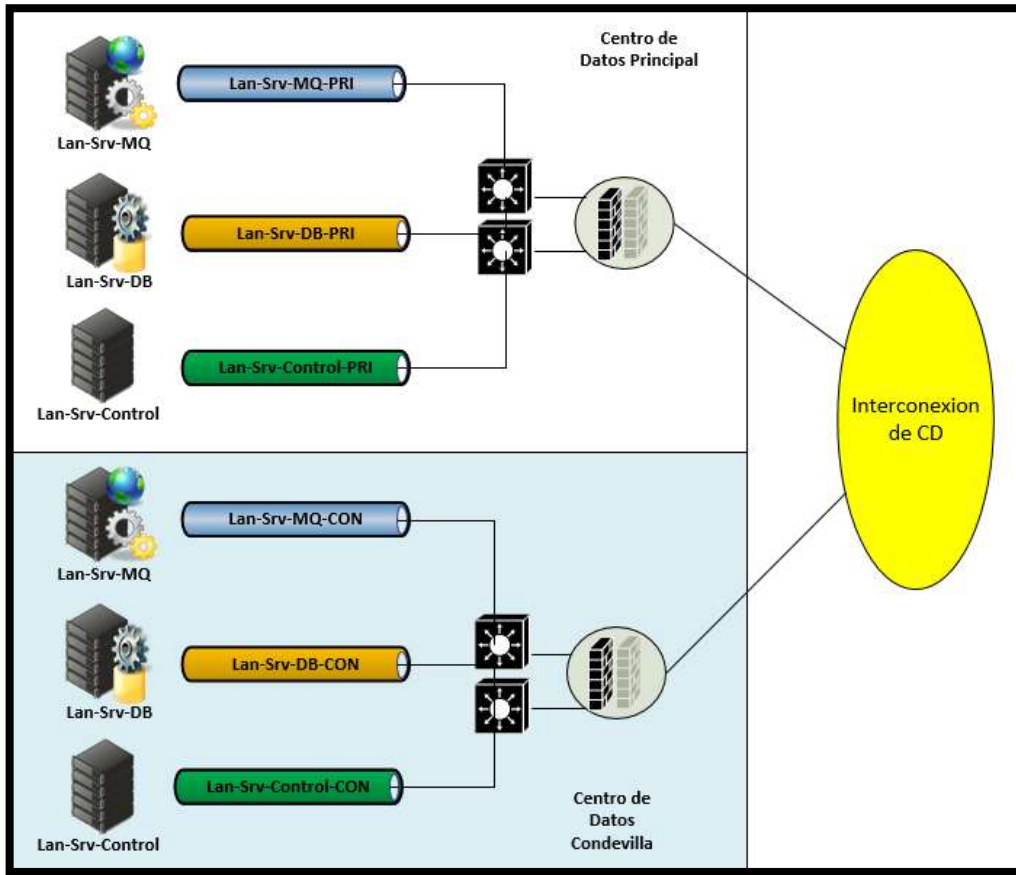 Centro de
Datos Principal
Lan-Srv-MQ-PRI
Lan-Srv-MQ
Lan-Srv-DB-PRI
Lan-Srv-DB
Lan-Srv-Control-PRI
Lan-Srv-Control
Interconexion
de CD
Lan-Srv-MQ-CON
Lan-Srv-MQ
Lan-Srv-DB-CON
Lan-Srv-DB
Lan-Srv-Control-CON
Lan-Srv-Control
Centro de
Datos
Condevilla